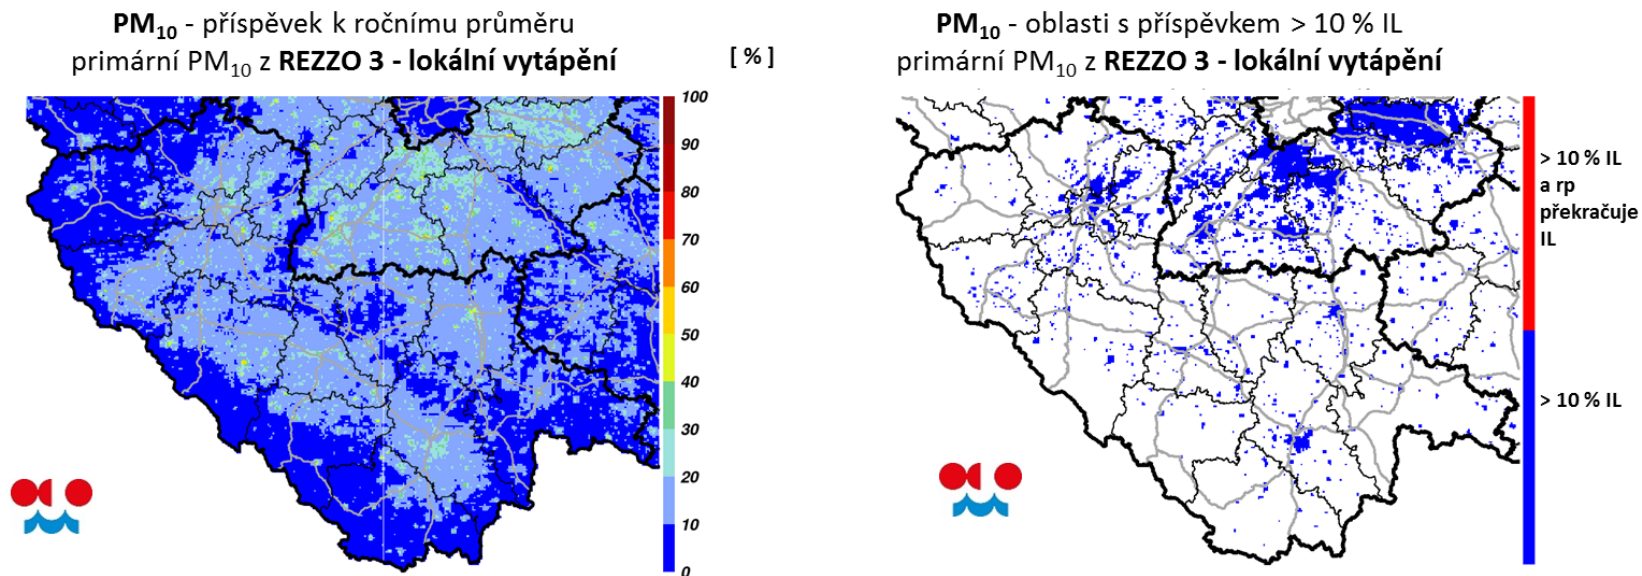 PM10 - příspěvek k ročnímu průměru
primární PM10 z REZZO 3 - lokální vytápění
[ % ]
100
90
80
70
60
50
40
30
20
10
0
PM10 - oblasti s příspěvkem > 10 % IL
primární PM10 z REZZO 3 - lokální vytápění
> 10 % IL
a rp
překračuje
IL
> 10 % IL